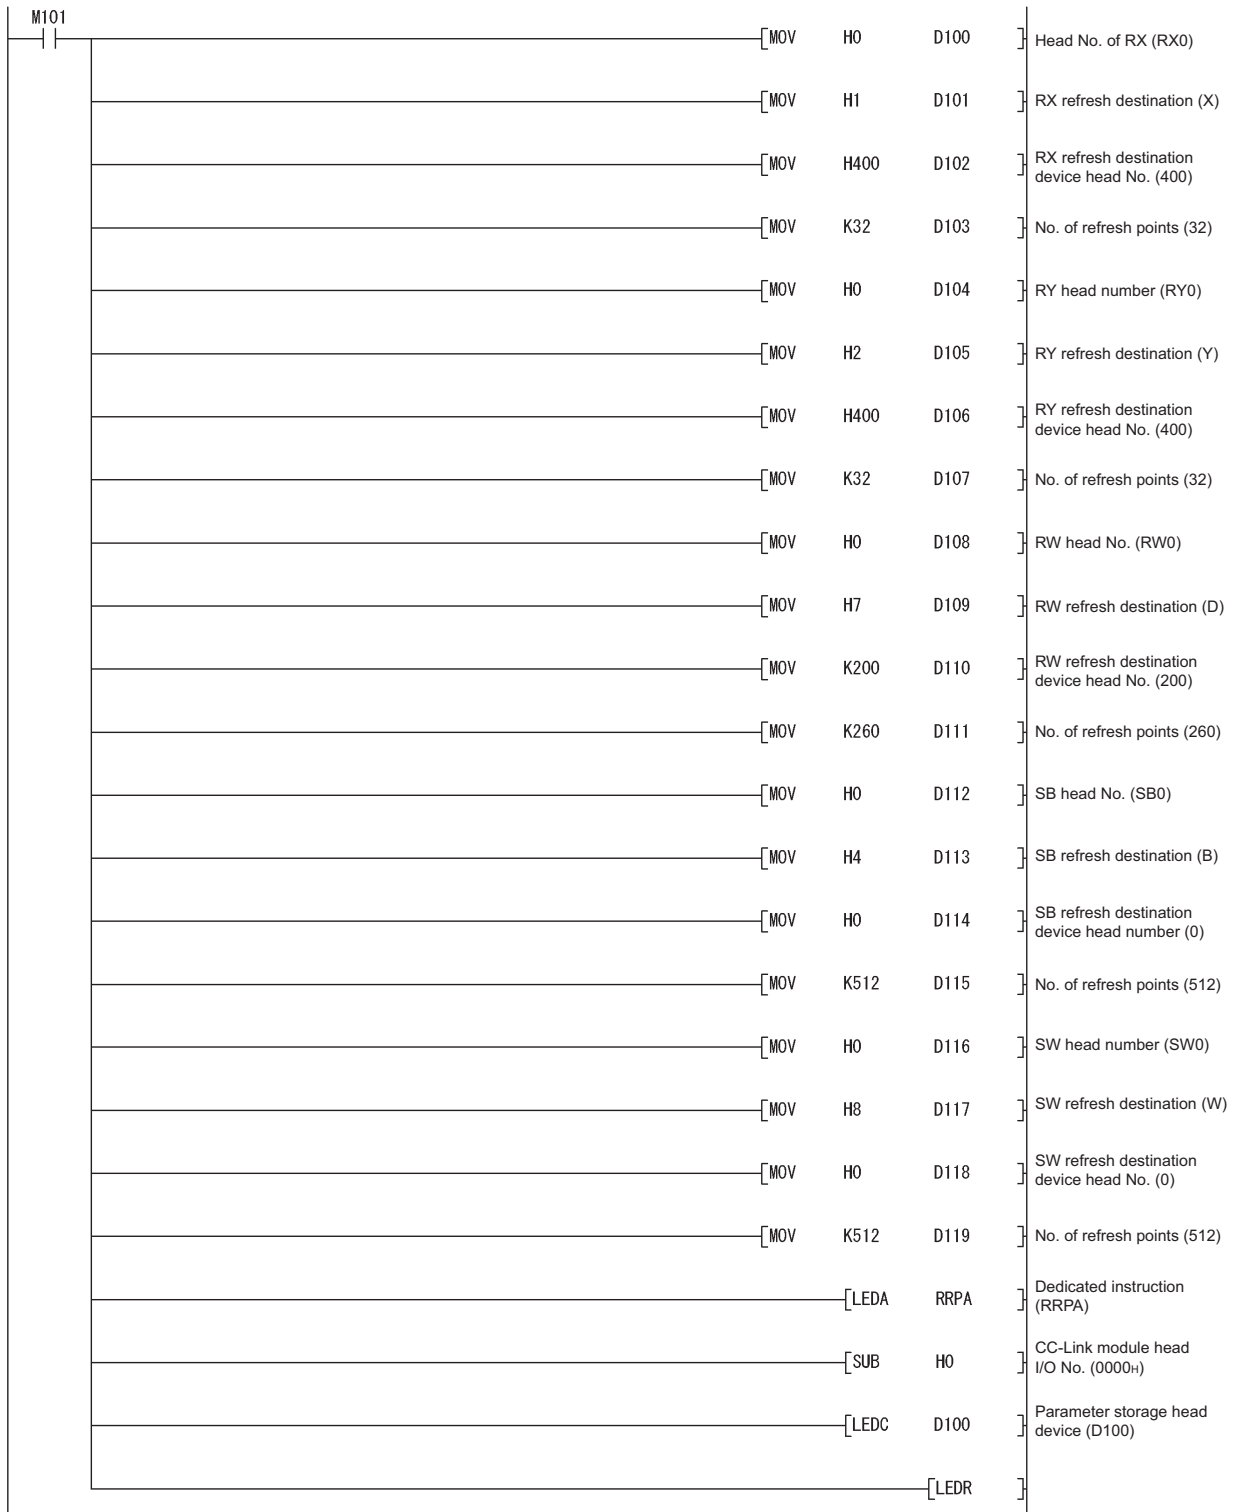 M101
[MOV H0 D100 ] Head No. of RX (RX0)
[MOV H1 D101 ] RX refresh destination (X)
[MOV H400 D102 ] RX refresh destination
device head No. (400)
[MOV K32 D103 ] No. of refresh points (32)
[MOV H0 D104 ] RY head number (RY0)
[MOV H2 D105 ] RY refresh destination (Y)
[MOV H400 D106 ] RY refresh destination
device head No. (400)
[MOV K32 D107 ] No. of refresh points (32)
[MOV H0 D108 ] RW head No. (RW0)
[MOV H7 D109 ] RW refresh destination (D)
[MOV K200 D110 ] RW refresh destination
device head No. (200)
[MOV K260 D111 ] No. of refresh points (260)
[MOV H0 D112 ] SB head No. (SB0)
[MOV H4 D113 ] SB refresh destination (B)
[MOV H0 D114 ] SB refresh destination
device head number (0)
[MOV K512 D115 ] No. of refresh points (512)
[MOV H0 D116 ] SW head number (SW0)
[MOV H8 D117 ] SW refresh destination (W)
[MOV H0 D118 ] SW refresh destination
device head No. (0)
[MOV K512 D119 ] No. of refresh points (512)
[LEDA RRPA ] Dedicated instruction
(RRPA)
[SUB H0 ] CC-Link module head
I/O No. (0000H)
[LEDC D100 ] Parameter storage head
device (D100)
[LEDR ]